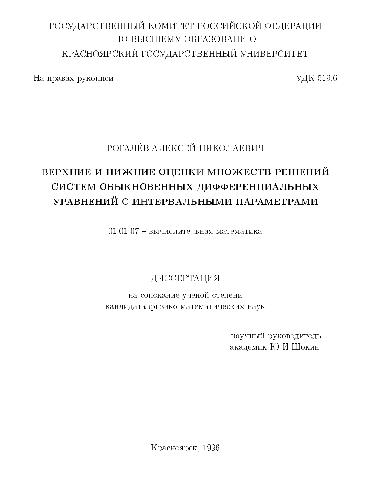 ГОСУДАРСТВЕННЫЙ КОМИТЕТ РОССИЙСКОЙ ФЕДЕРАЦИИ
ПО ВЫСШЕМУ ОБРАЗОВАНИЮ
КРАСНОЯРСКИЙ ГОСУДАРСТВЕННЫЙ УНИВЕРСИТЕТ
На правах рукописи УДК 519.6
РОГАЛЁВ АЛЕКСЕЙ НИКОЛАЕВИЧ
ВЕРХНИЕ И НИЖНИЕ ОЦЕНКИ МНОЖЕСТВ РЕШЕНИЙ
СИСТЕМ ОБЫКНОВЕННЫХ ДИФФЕРЕНЦИАЛЬНЫХ
УРАВНЕНИЙ С ИНТЕРВАЛЬНЫМИ ПАРАМЕТРАМИ
01.01.07 – вычислительная математика
ДИССЕРТАЦИЯ
на соискание ученой степени
кандидата физико-математических наук
научный руководитель
академик Ю.И.Шокин
Красноярск, 1996